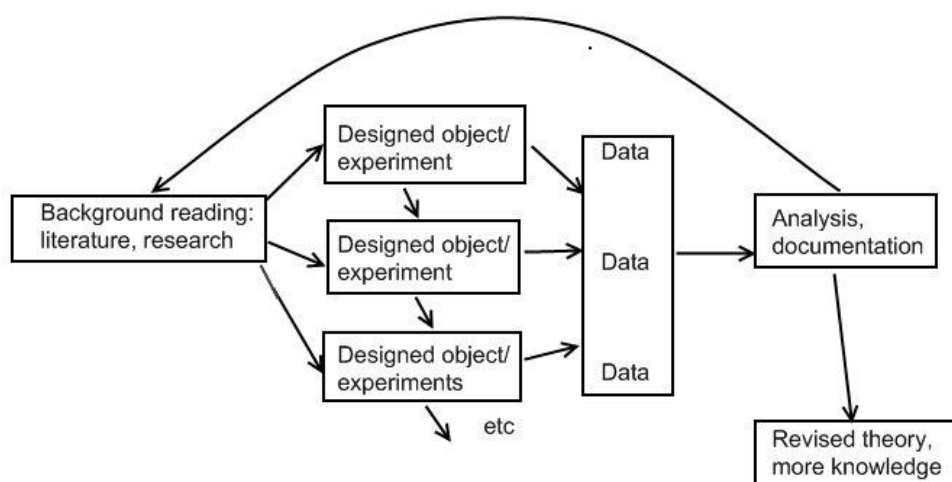 Background reading:
literature, research
Designed object/
experiment
Designed object/
experiment
Designed object/
experiments
etc
Data
Data
Data
Analysis,
documentation
Revised theory,
more knowledge